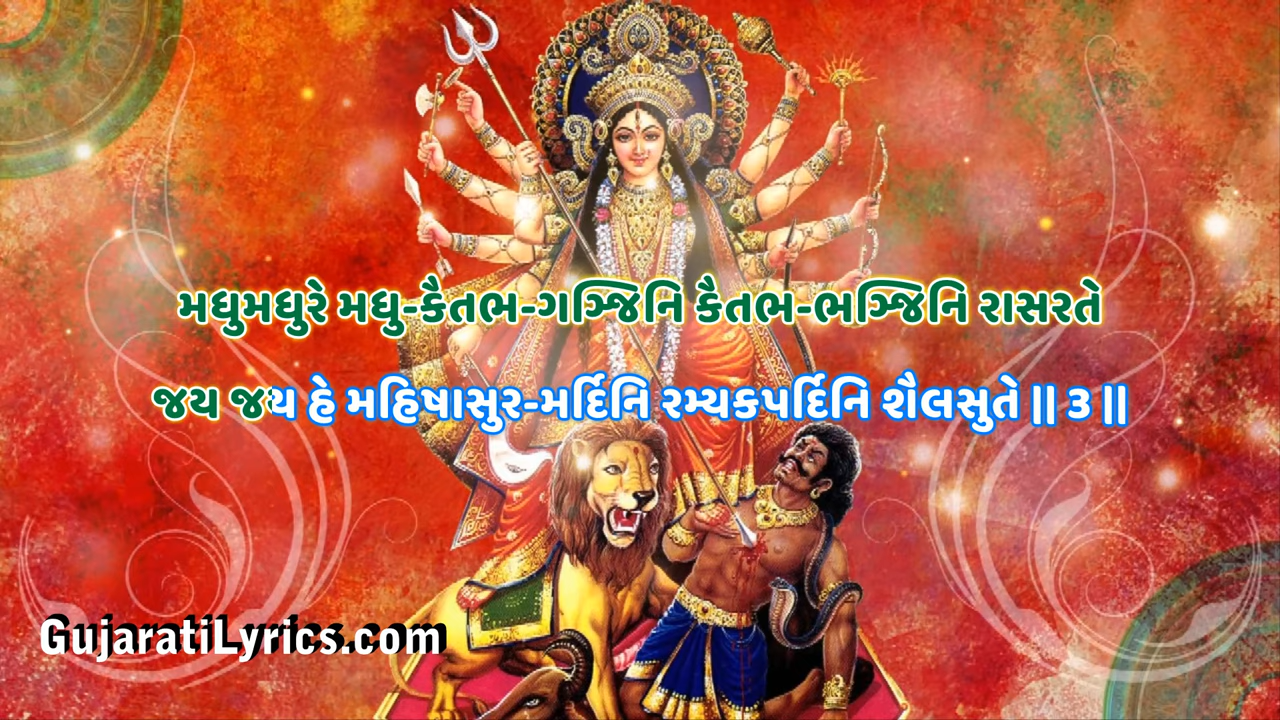 મધુમધુરે મધુ-કૈતભ-ગઞ્જિનિ કૈતભ-ભઞ્જિનિ રાસરતે
જય જય હે મહિષાસુર-મર્દિનિ રમ્યકપર્દિનિ શૈલસુતે || ૩ ||
GujaratiLyrics.com